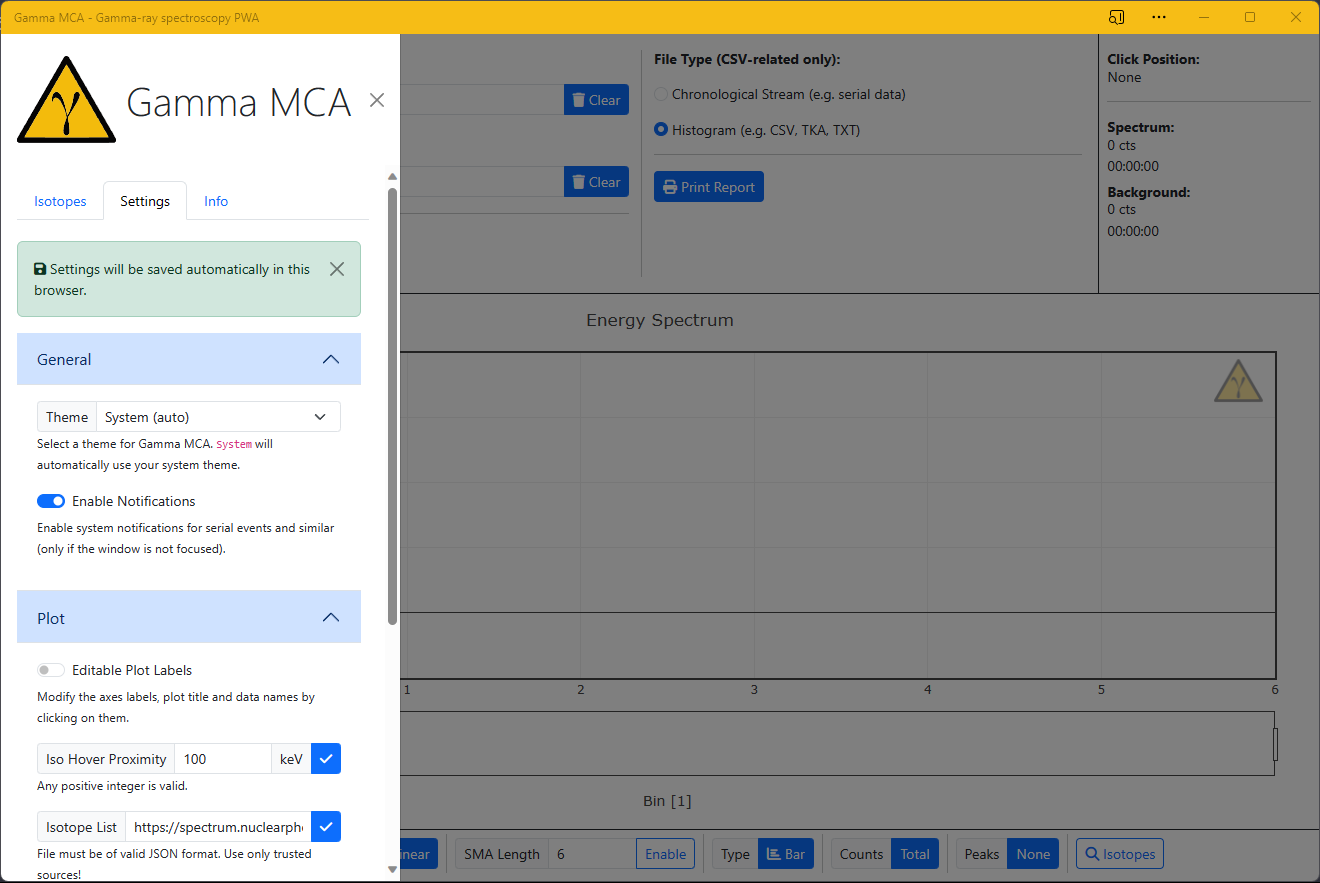 Gamma MCA - Gamma-ray spectroscopy PWA
γ
Gamma MCA
Isotopes
Settings
Info
Settings will be saved automatically in this
browser.
General
Theme
System (auto)
Select a theme for Gamma MCA. System will
automatically use your system theme.
Enable Notifications
Enable system notifications for serial events and similar
(only if the window is not focused).
Plot
Editable Plot Labels
Modify the axes labels, plot title and data names by
clicking on them.
Iso Hover Proximity
100
keV
Any positive integer is valid.
Isotope List
https://spectrum.nuclearph
File must be of valid JSON format. Use only trusted
sources!
Clear
Clear
File Type (CSV-related only):
Chronological Stream (e.g. serial data)
Histogram (e.g. CSV, TKA, TXT)
Print Report
Click Position:
None
Spectrum:
0 cts
00:00:00
Background:
0 cts
00:00:00
Energy Spectrum
γ
1
2
3
4
5
6
Bin [1]
inear
SMA Length
6
Enable
Type
Bar
Counts
Total
Peaks
None
Isotopes